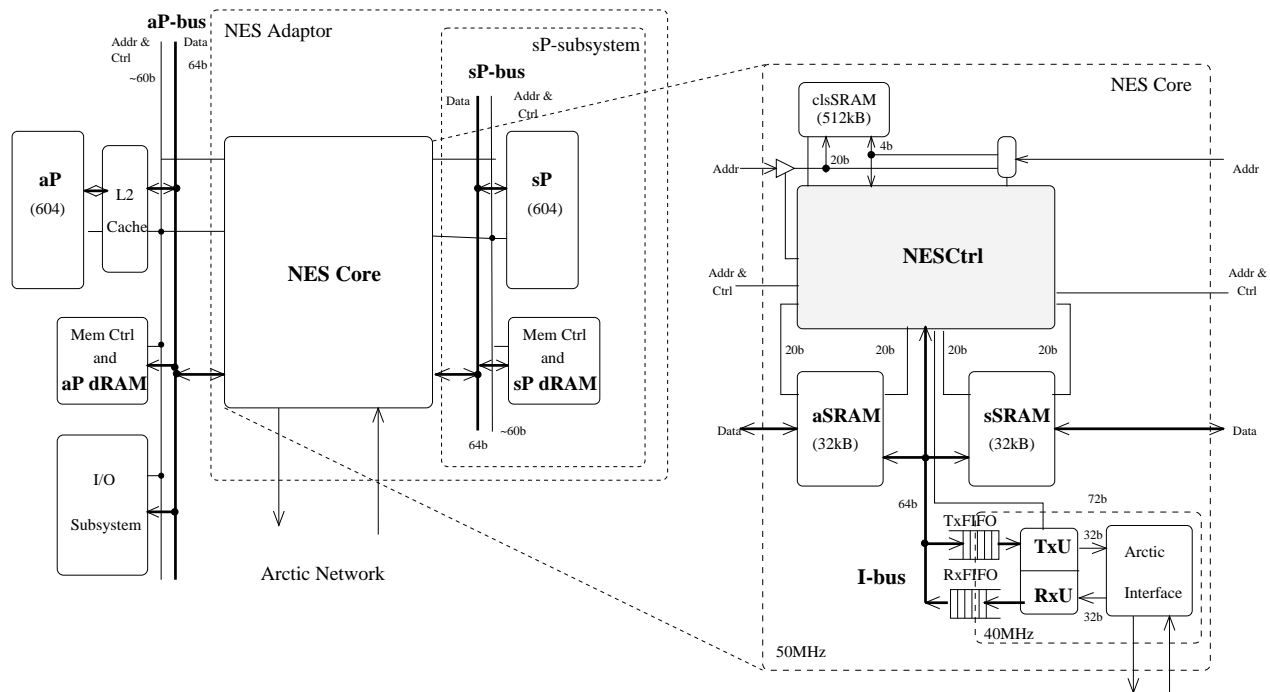 aP-bus
Addr &
Ctrl
~60b
Data
64b
NES Adaptor
sP-subsystem
sP-bus
Data
Addr &
Ctrl
aP
(604)
L2
Cache
NES Core
sP
(604)
Mem Ctrl
and
aP dRAM
Mem Ctrl
and
sP dRAM
64b
~60b
I/O
Subsystem
Arctic Network
NES Core
clsSRAM
(512kB)
4b
20b
Addr
Addr
NESCtrl
Addr &
Ctrl
Addr &
Ctrl
20b
20b
20b
20b
aSRAM
(32kB)
sSRAM
(32kB)
Data
Data
64b
72b
TxFIFO
TxU
32b
Arctic
Interface
I-bus
RxFIFO
RxU
32b
40MHz
50MHz